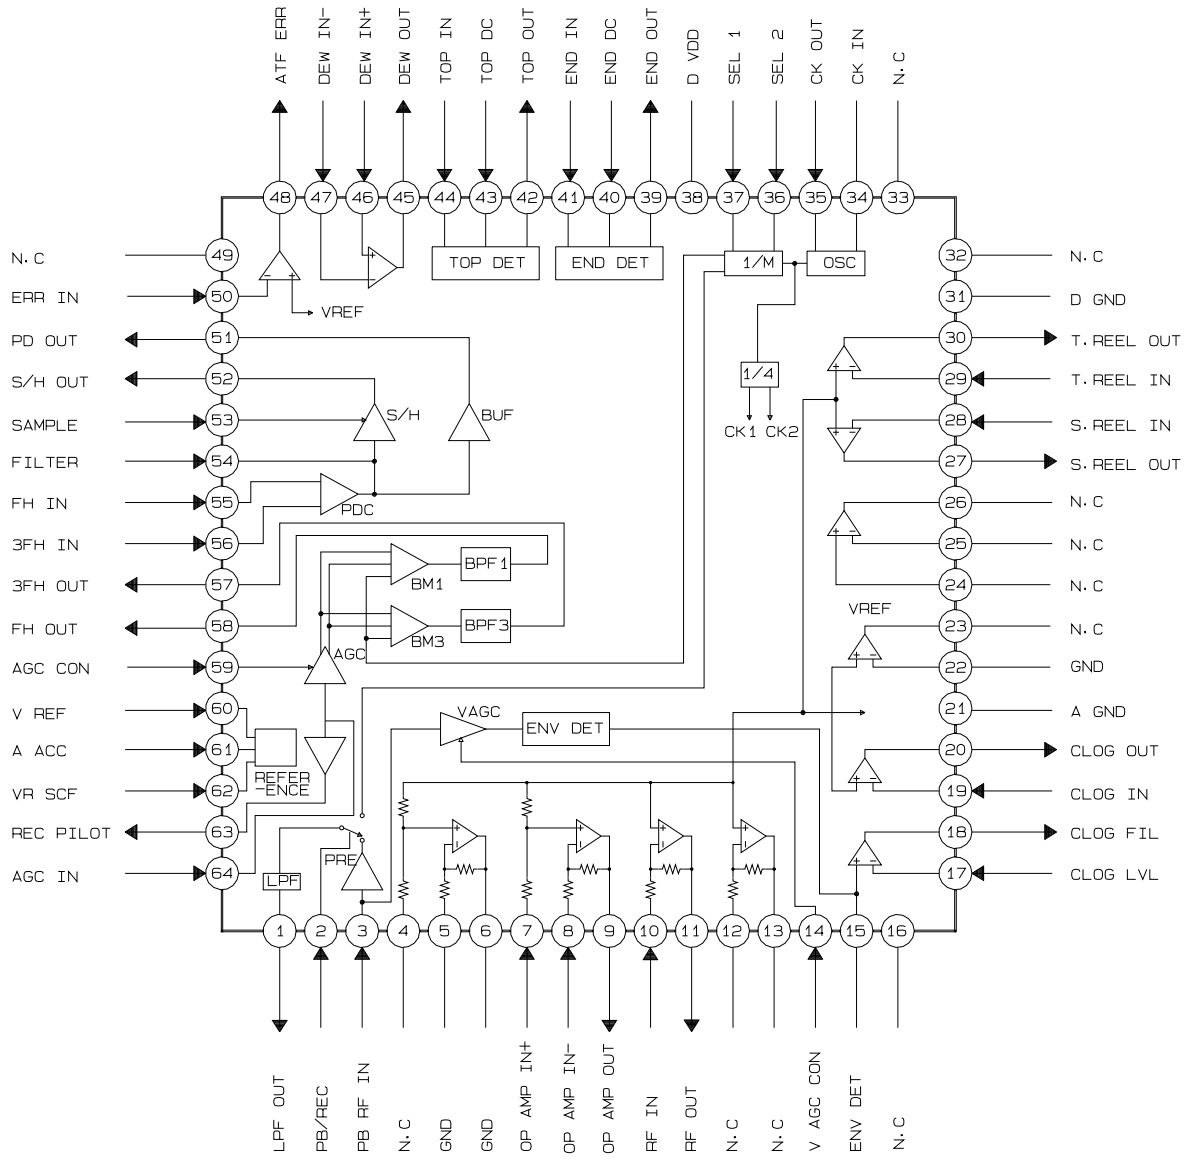 ATF ERR
DEW IN-
DEW IN+
DEW OUT
TOP IN
TOP DC
TOP OUT
END IN
END DC
END OUT
D VDD
SEL 1
SEL 2
CK OUT
CK IN
N.C
48 47 46 45 44 43 42 41 40 39 38 37 36 35 34 33
N.C 49
ERR IN 50
PD OUT 51
S/H OUT 52
SAMPLE 53
FILTER 54
FH IN 55
3FH IN 56
3FH OUT 57
FH OUT 58
AGC CON 59
V REF 60
A ACC 61
VR SCF 62
REC PILOT 63
AGC IN 64
- +
VREF
+
-
TOP DET
END DET
1/M
OSC
1/4
CK1 CK2
S/H
BUF
PDC
BM1
BPF1
BM3
BPF3
AGC
REFER
-ENCE
VAGC
ENV DET
PRE
LPF
+
-
+
-
+
-
+
-
+ -
+ -
+ -
VREF
+ -
+ -
+ -
32 N.C
31 D GND
30 T.REEL OUT
29 T.REEL IN
28 S.REEL IN
27 S.REEL OUT
26 N.C
25 N.C
24 N.C
23 N.C
22 GND
21 A GND
20 CLOG OUT
19 CLOG IN
18 CLOG FIL
17 CLOG LVL
1 2 3 4 5 6 7 8 9 10 11 12 13 14 15 16
LPF OUT
PB/REC
PB RF IN
N.C
GND
GND
OP AMP IN+
OP AMP IN-
OP AMP OUT
RF IN
RF OUT
N.C
N.C
V AGC CON
ENV DET
N.C